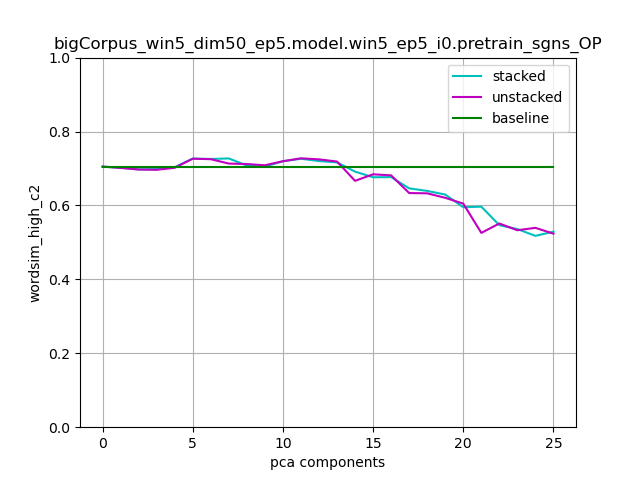 bigCorpus_win5_dim50_ep5.model.win5_ep5_i0.pretrain_sgns_OP
stacked
unstacked
baseline
1.0
0.8
0.6
0.4
0.2
0.0
wordsim_high_c2
0 5 10 15 20 25
pca components